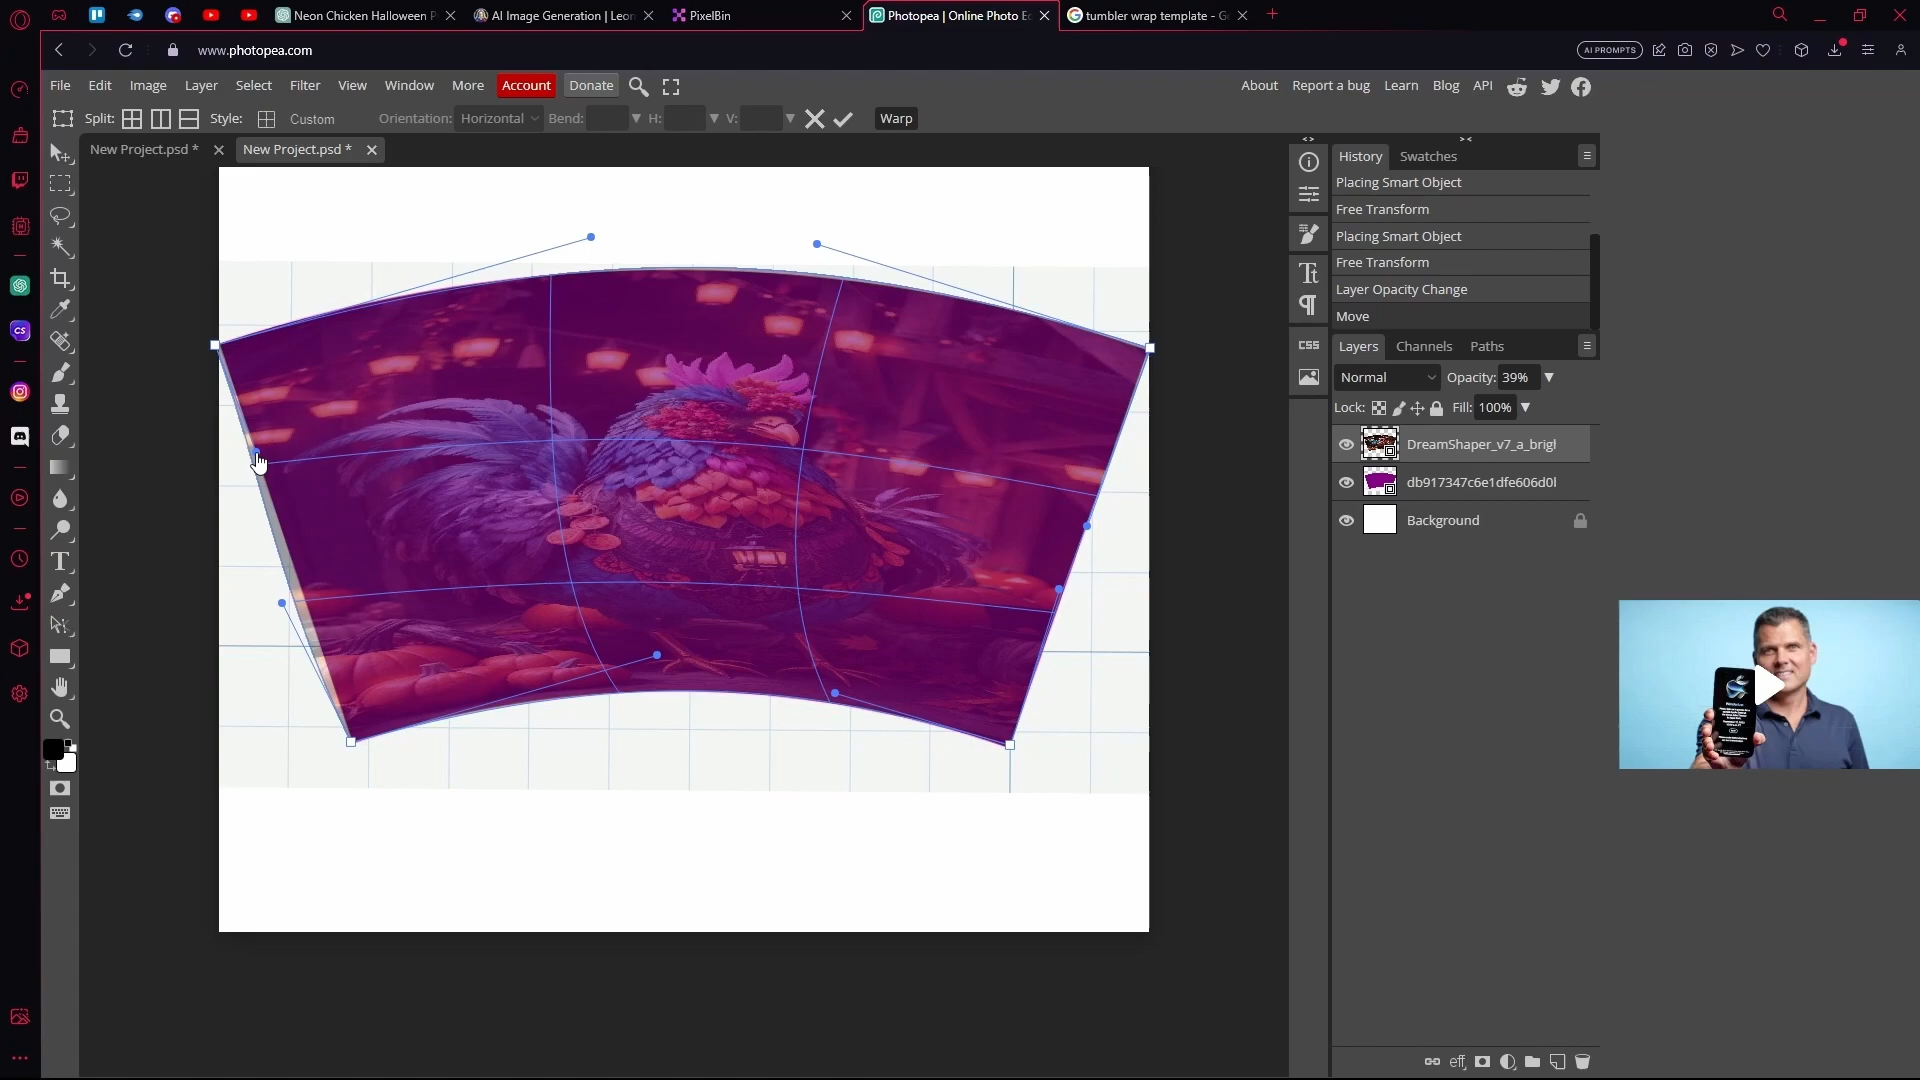 Neon Chicken Halloween P
AI Image Generation | Leon
PixelBin
Photopea | Online Photo Ed
tumbler wrap template - G
www.photopea.com
AI PROMPTS
File Edit Image Layer Select Filter View Window More Account Donate
About Report a bug Learn Blog API
Split: Style: Custom Orientation: Horizontal Bend: H: V: Warp
New Project.psd * New Project.psd *
History Swatches
Placing Smart Object
Free Transform
Placing Smart Object
Free Transform
Layer Opacity Change
Move
CSS
Layers Channels Paths
Normal Opacity: 39%
Lock: Fill: 100%
DreamShaper_v7_a_brigl
db917347c6e1dfe606d0l
Background
CS
eff